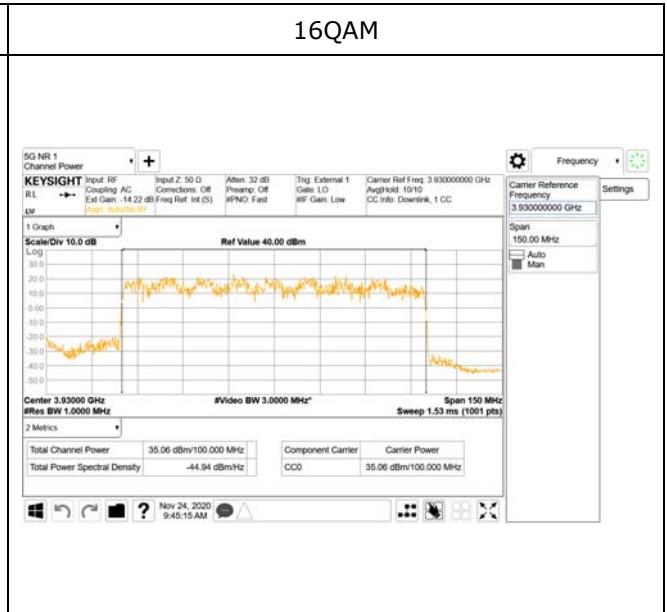 16QAM
5G NR 1
Channel Power
Frequency
KEYSIGHT
RL
Input: RF
Coupling: AC
Ext Gain: -14.22 dB
Align: Auto/No RF
Input Z: 50 Ω
Corrections: Off
Freq Ref: Int (S)
Atten: 32 dB
Preamp: Off
#PNO: Fast
Trig: External 1
Gate: LO
#IF Gain: Low
Carrier Ref Freq: 3.930000000 GHz
Avg|Hold: 10/10
CC Info: Downlink, 1 CC
Carrier Reference
Frequency
3.930000000 GHz
Settings
Span
150.00 MHz
Auto
Man
1 Graph
Scale/Div 10.0 dB
Ref Value 40.00 dBm
Log
30.0
20.0
10.0
0.00
-10.0
-20.0
-30.0
-40.0
-50.0
Center 3.93000 GHz
#Video BW 3.0000 MHz*
Span 150 MHz
#Res BW 1.0000 MHz
Sweep 1.53 ms (1001 pts)
2 Metrics
Total Channel Power 35.06 dBm/100.000 MHz
Total Power Spectral Density -44.94 dBm/Hz
Component Carrier Carrier Power
CC0 35.06 dBm/100.000 MHz
Nov 24, 2020
9:45:15 AM